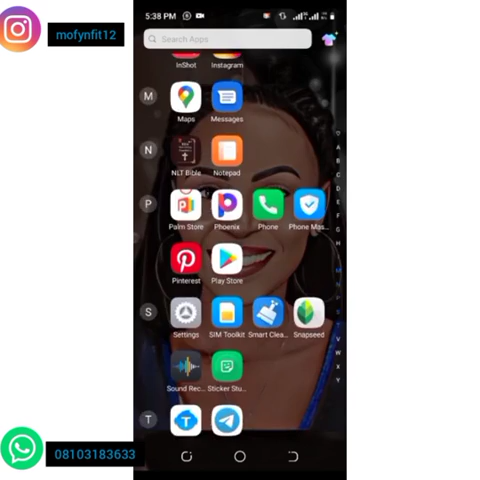 5:38 PM
mofynfit12
Search Apps
InShot Instagram
M
Maps Messages
N
NLT Bible Notepad
P
Palm Store Phoenix Phone Phone Mas...
Pinterest Play Store
S
Settings SIM Toolkit Smart Clea... Snapseed
Sound Rec... Sticker Stu...
T
A
B
C
D
E
F
G
H
M
N
P
S
V
W
X
Y
08103183633